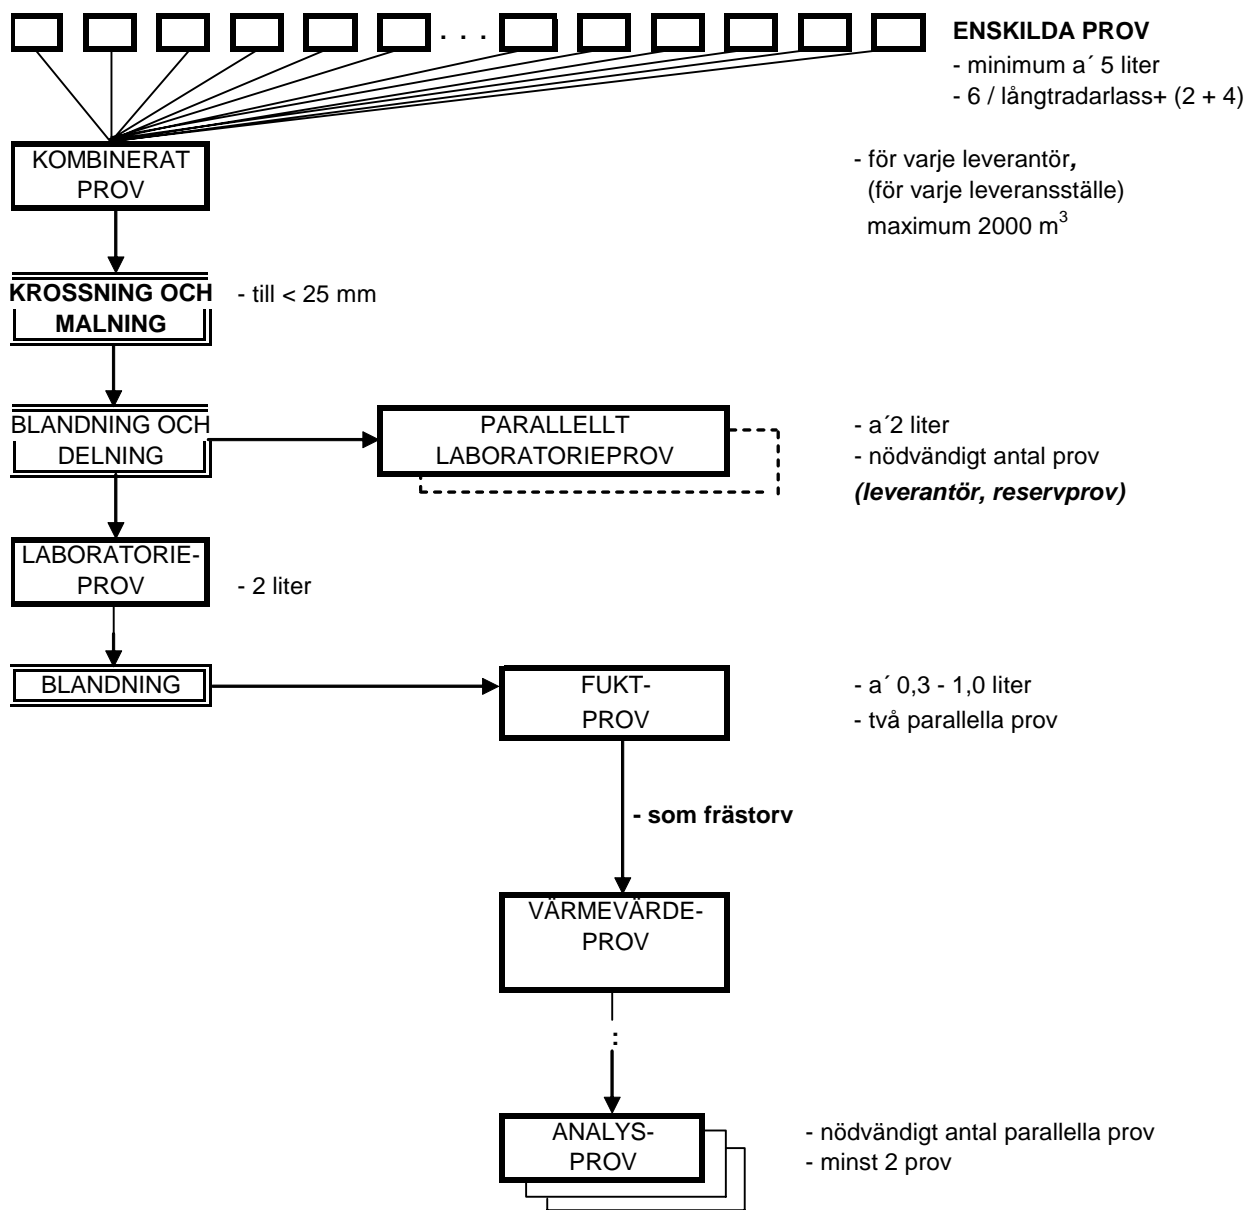 . . .
ENSKILDA PROV
- minimum a´ 5 liter
- 6 / långtradarlass+ (2 + 4)
KOMBINERAT
PROV
- för varje leverantör,
(för varje leveransställe)
maximum 2000 m³
KROSSNING OCH
MALNING
- till < 25 mm
BLANDNING OCH
DELNING
PARALLELLT
LABORATORIEPROV
- a´2 liter
- nödvändigt antal prov
(leverantör, reservprov)
LABORATORIE-
PROV
- 2 liter
BLANDNING
FUKT-
PROV
- a´ 0,3 - 1,0 liter
- två parallella prov
- som frästorv
VÄRMEVÄRDE-
PROV
:
ANALYS-
PROV
- nödvändigt antal parallella prov
- minst 2 prov